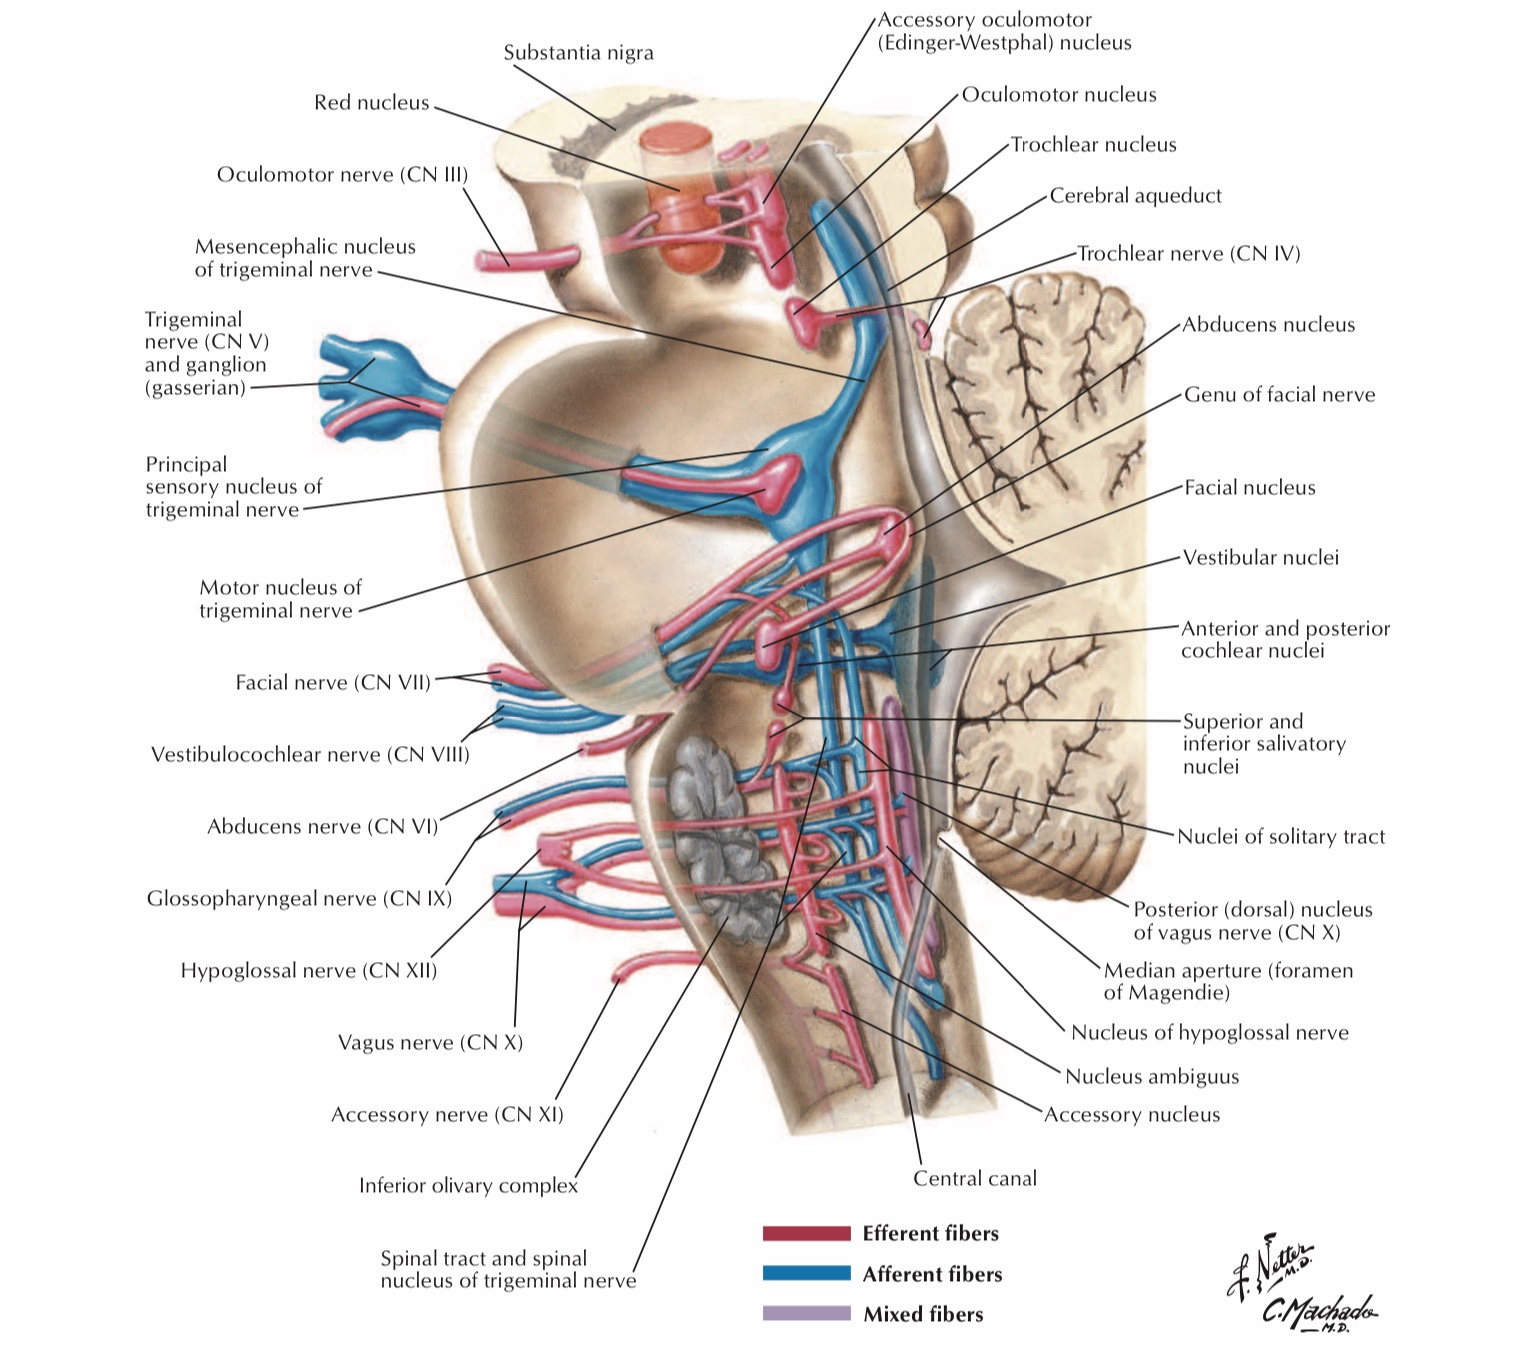 Accessory oculomotor
(Edinger-Westphal) nucleus
Substantia nigra
Oculomotor nucleus
Red nucleus
Trochlear nucleus
Oculomotor nerve (CN III)
Cerebral aqueduct
Mesencephalic nucleus
of trigeminal nerve
Trochlear nerve (CN IV)
Trigeminal
nerve (CN V)
and ganglion
(gasserian)
Abducens nucleus
Genu of facial nerve
Principal
sensory nucleus of
trigeminal nerve
Facial nucleus
Vestibular nuclei
Motor nucleus of
trigeminal nerve
Anterior and posterior
cochlear nuclei
Facial nerve (CN VII)
Superior and
inferior salivatory
nuclei
Vestibulocochlear nerve (CN VIII)
Abducens nerve (CN VI)
Nuclei of solitary tract
Glossopharyngeal nerve (CN IX)
Posterior (dorsal) nucleus
of vagus nerve (CN X)
Hypoglossal nerve (CN XII)
Median aperture (foramen
of Magendie)
Vagus nerve (CN X)
Nucleus of hypoglossal nerve
Nucleus ambiguus
Accessory nerve (CN XI)
Accessory nucleus
Inferior olivary complex
Central canal
Spinal tract and spinal
nucleus of trigeminal nerve
Efferent fibers
Afferent fibers
Mixed fibers
F. Netter
M.D.
C. Machado
M.D.